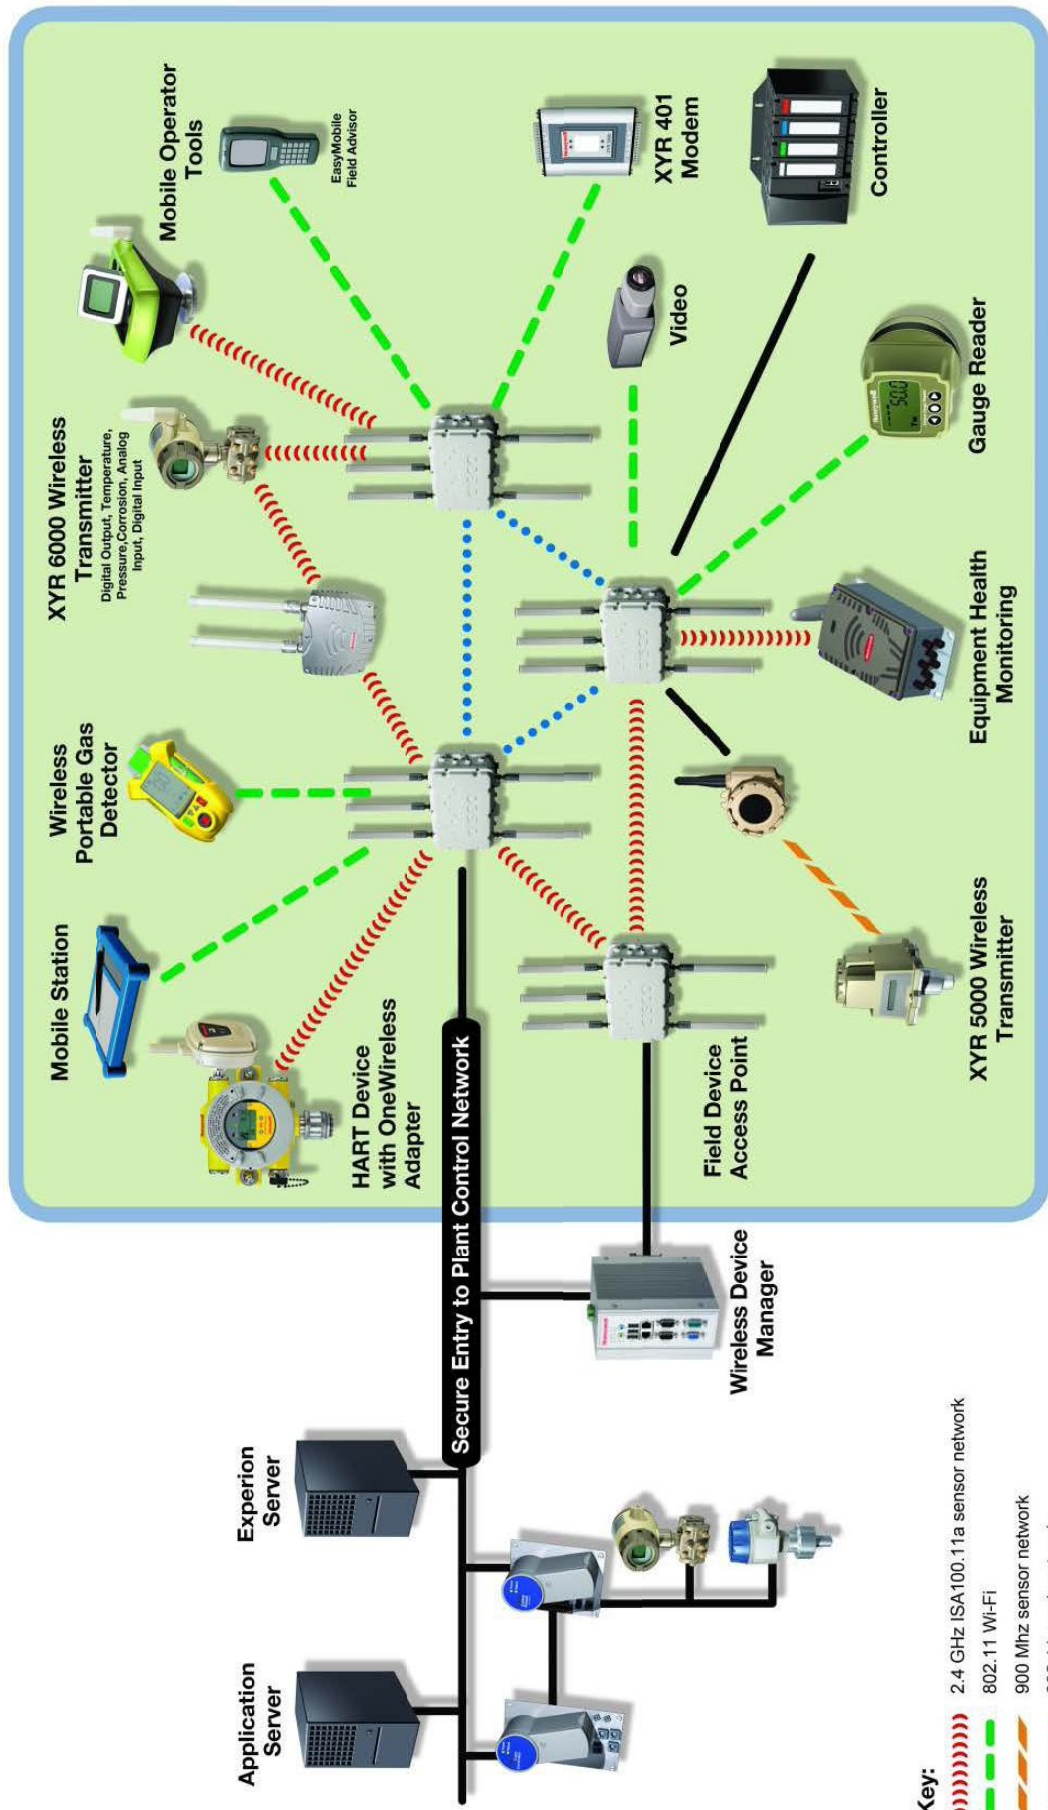 Mobile Operator
Tools
EasyMobile
Field Advisor
XYR 401
Modem
Controller
XYR 6000 Wireless
Transmitter
Digital Output, Temperature,
Pressure,Corrosion, Analog
Input, Digital Input
Video
Gauge Reader
Wireless
Portable Gas
Detector
Equipment Health
Monitoring
Mobile Station
HART Device
with OneWireless
Adapter
Field Device
Access Point
XYR 5000 Wireless
Transmitter
Secure Entry to Plant Control Network
Wireless Device
Manager
Experion
Server
Application
Server
Key:
2.4 GHz ISA100.11a sensor network
802.11 Wi-Fi
900 Mhz sensor network